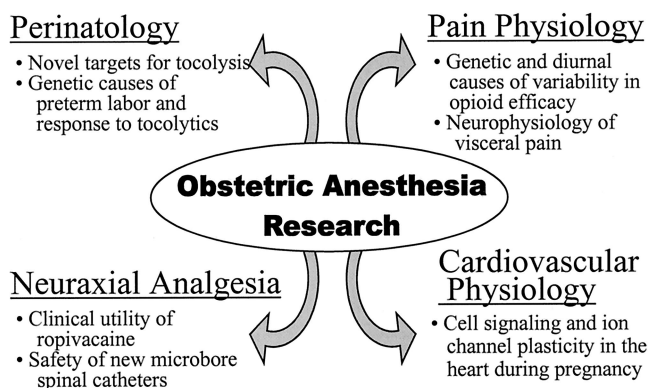 Perinatology
• Novel targets for tocolysis
• Genetic causes of
preterm labor and
response to tocolytics
Pain Physiology
• Genetic and diurnal
causes of variability in
opioid efficacy
• Neurophysiology of
visceral pain
Obstetric Anesthesia
Research
Neuraxial Analgesia
• Clinical utility of
ropivacaine
• Safety of new microbore
spinal catheters
Cardiovascular
Physiology
• Cell signaling and ion
channel plasticity in the
heart during pregnancy